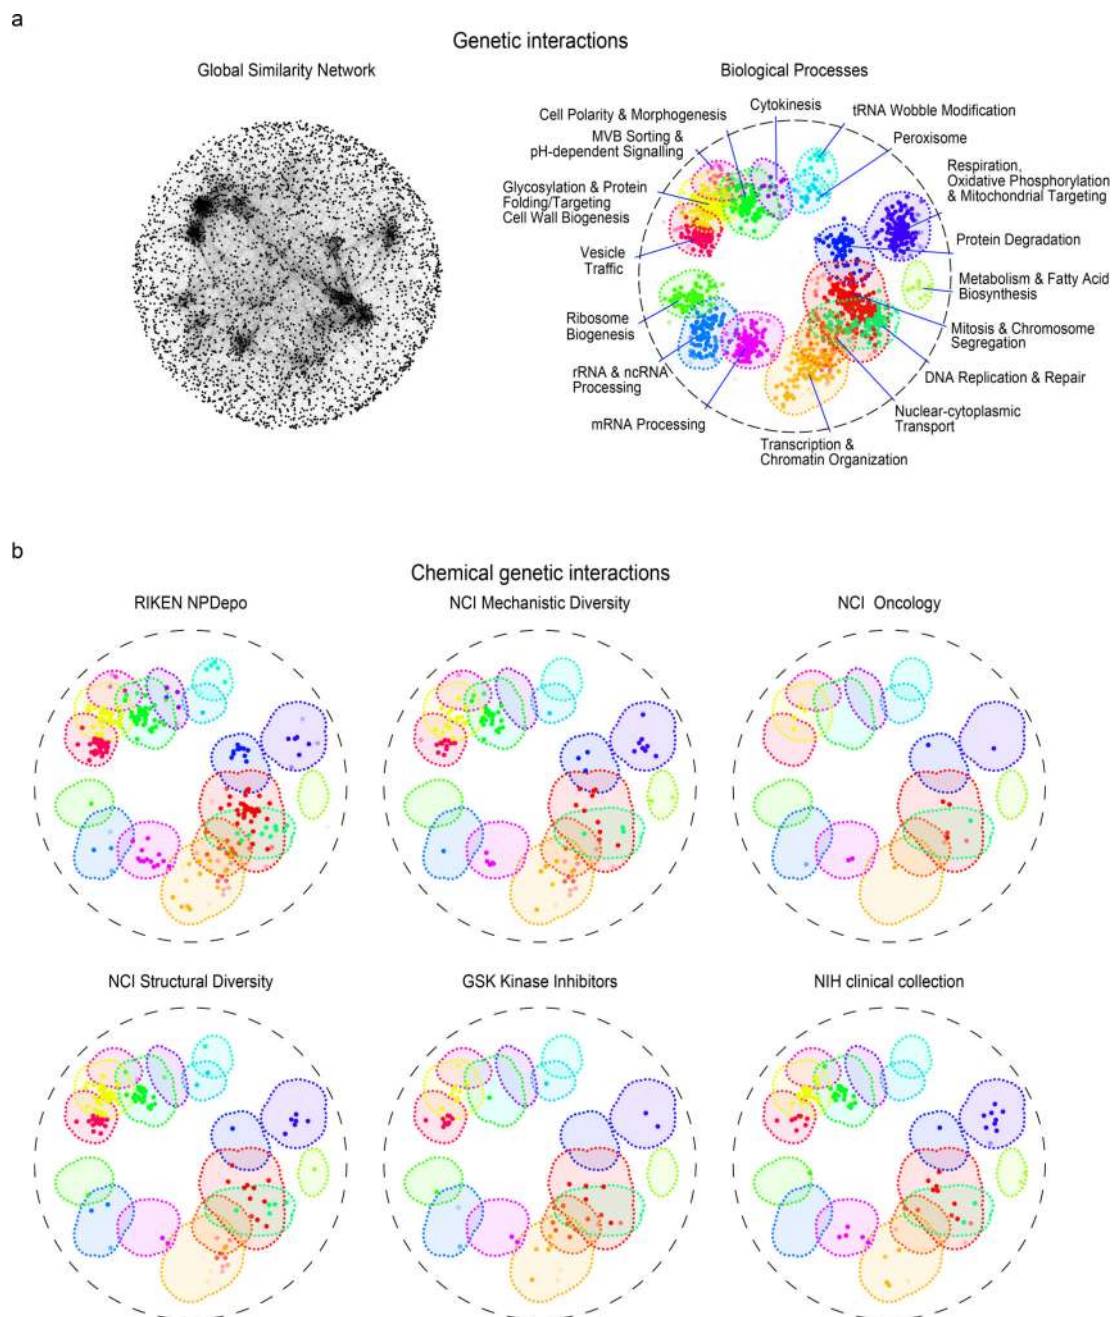 a
Genetic interactions
Global Similarity Network
Biological Processes
Cell Polarity & Morphogenesis
Cytokinesis
tRNA Wobble Modification
MVB Sorting &
pH-dependent Signalling
Peroxisome
Glycosylation & Protein
Folding/Targeting
Cell Wall Biogenesis
Respiration,
Oxidative Phosphorylation
& Mitochondrial Targeting
Vesicle
Traffic
Protein Degradation
Metabolism & Fatty Acid
Biosynthesis
Ribosome
Biogenesis
Mitosis & Chromosome
Segregation
rRNA & ncRNA
Processing
DNA Replication & Repair
mRNA Processing
Nuclear-cytoplasmic
Transport
Transcription &
Chromatin Organization
b
Chemical genetic interactions
RIKEN NPDepo
NCI Mechanistic Diversity
NCI Oncology
NCI Structural Diversity
GSK Kinase Inhibitors
NIH clinical collection